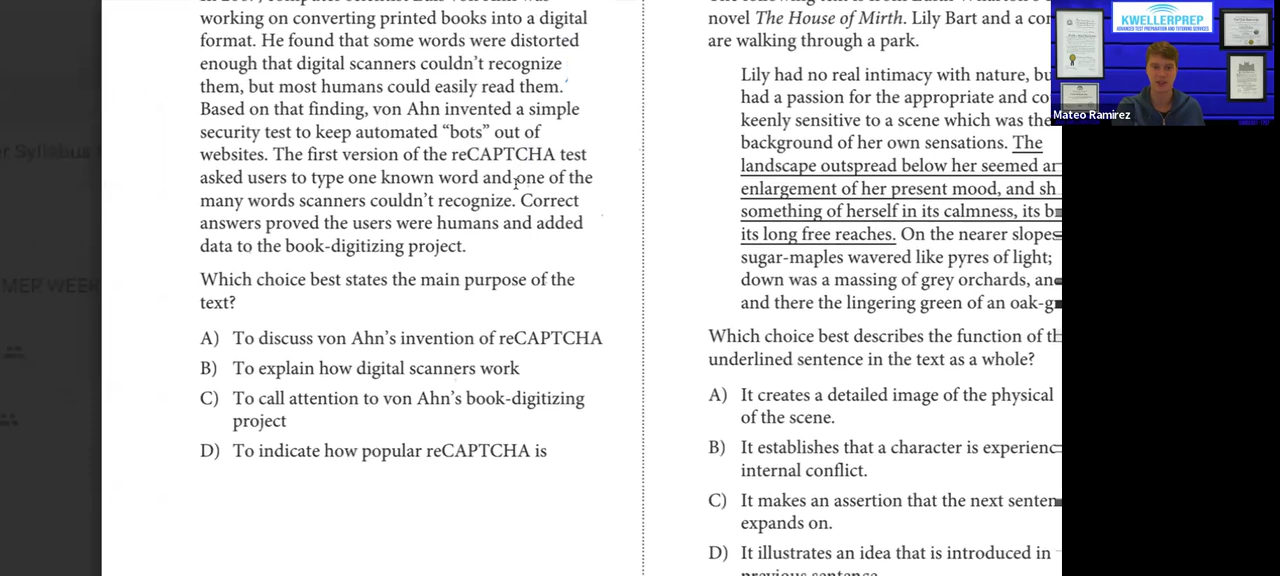 working on converting printed books into a digital
format. He found that some words were distorted
enough that digital scanners couldn't recognize
them, but most humans could easily read them.
Based on that finding, von Ahn invented a simple
security test to keep automated “bots” out of
websites. The first version of the reCAPTCHA test
asked users to type one known word and one of the
many words scanners couldn't recognize. Correct
answers proved the users were humans and added
data to the book-digitizing project.
Which choice best states the main purpose of the
text?
A) To discuss von Ahn's invention of reCAPTCHA
B) To explain how digital scanners work
C) To call attention to von Ahn's book-digitizing
project
D) To indicate how popular reCAPTCHA is
novel The House of Mirth. Lily Bart and a
are walking through a park.
Lily had no real intimacy with nature,
had a passion for the appropriate and
keenly sensitive to a scene which was the
background of her own sensations. The
landscape outspread below her seemed
enlargement of her present mood, and
something of herself in its calmness, its
its long free reaches. On the nearer slopes
sugar-maples wavered like pyres of light;
down was a massing of grey orchards,
and there the lingering green of an
Which choice best describes the function of
underlined sentence in the text as a whole?
A) It creates a detailed image of the physical
of the scene.
B) It establishes that a character is
internal conflict.
C) It makes an assertion that the next
expands on.
D) It illustrates an idea that is introduced in
previous sentence.
er Syllabus
MER WEEK
KWELLERPREP
ADVANCED TEST PREPARATION AND TUTORING SERVICES
Mateo Ramirez